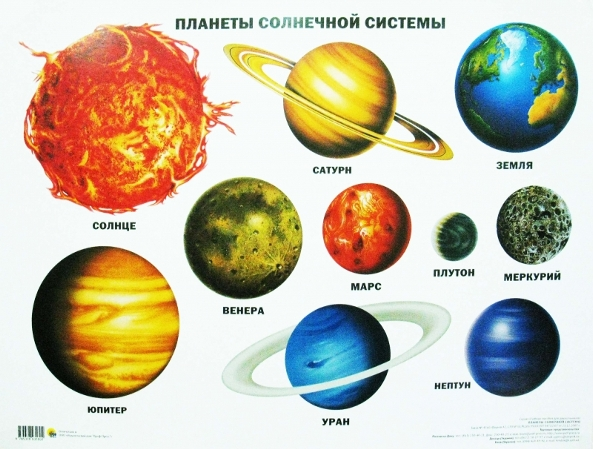 ПЛАНЕТЫ СОЛНЕЧНОЙ СИСТЕМЫ
САТУРН
ЗЕМЛЯ
СОЛНЦЕ
ВЕНЕРА
МАРС
ПЛУТОН
МЕРКУРИЙ
ЮПИТЕР
УРАН
НЕПТУН